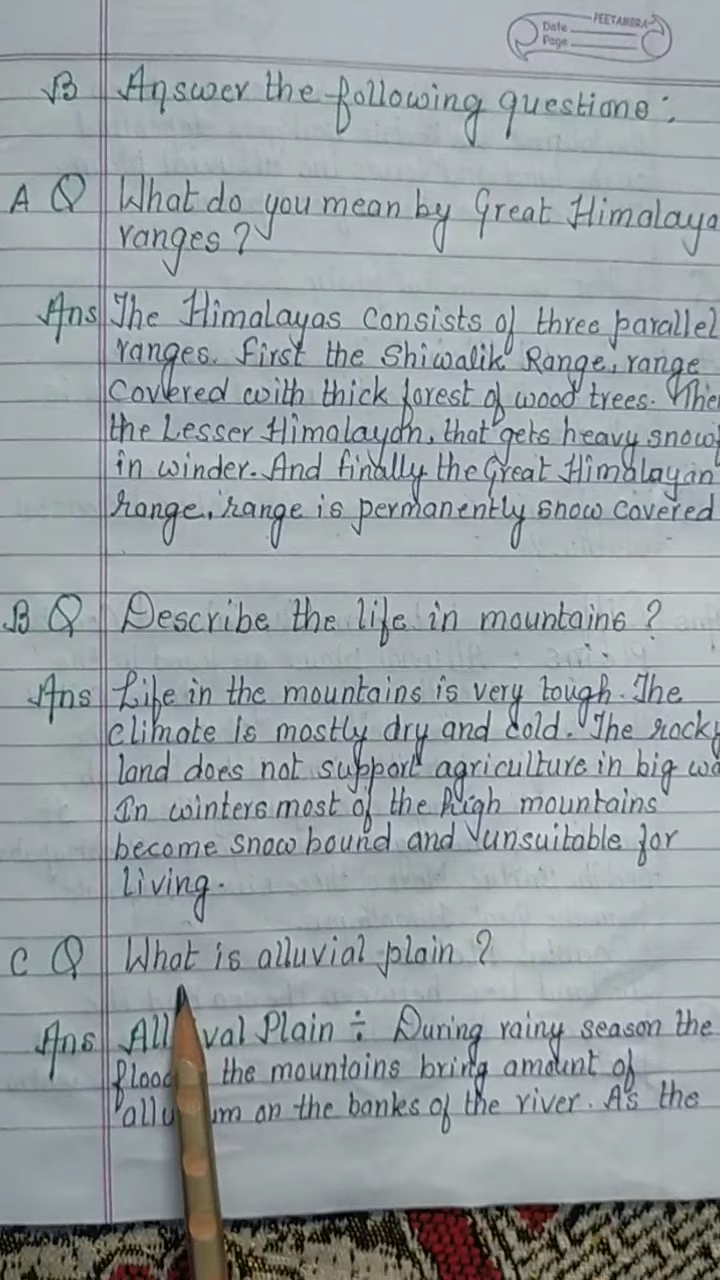 PEETAMBRA
Date
Page
B Answer the following questions:
A Q What do you mean by Great Himalaya
ranges?
Ans The Himalayas consists of three parallel
ranges. First the Shiwalik Range, range
covered with thick forest of wood trees. The
the Lesser Himalayan, that gets heavy snow
in winder. And finally the Great Himalayan
range, range is permanently snow covered
B Q Describe the life in mountains?
Ans Life in the mountains is very tough. The
climate is mostly dry and cold. The rocky
land does not support agriculture in big wa
In winters most of the high mountains
become snow bound and unsuitable for
living.
C Q What is alluvial plain?
Ans Plain ÷ During rainy season the
the mountains bring amount of
on the banks of the river. As the